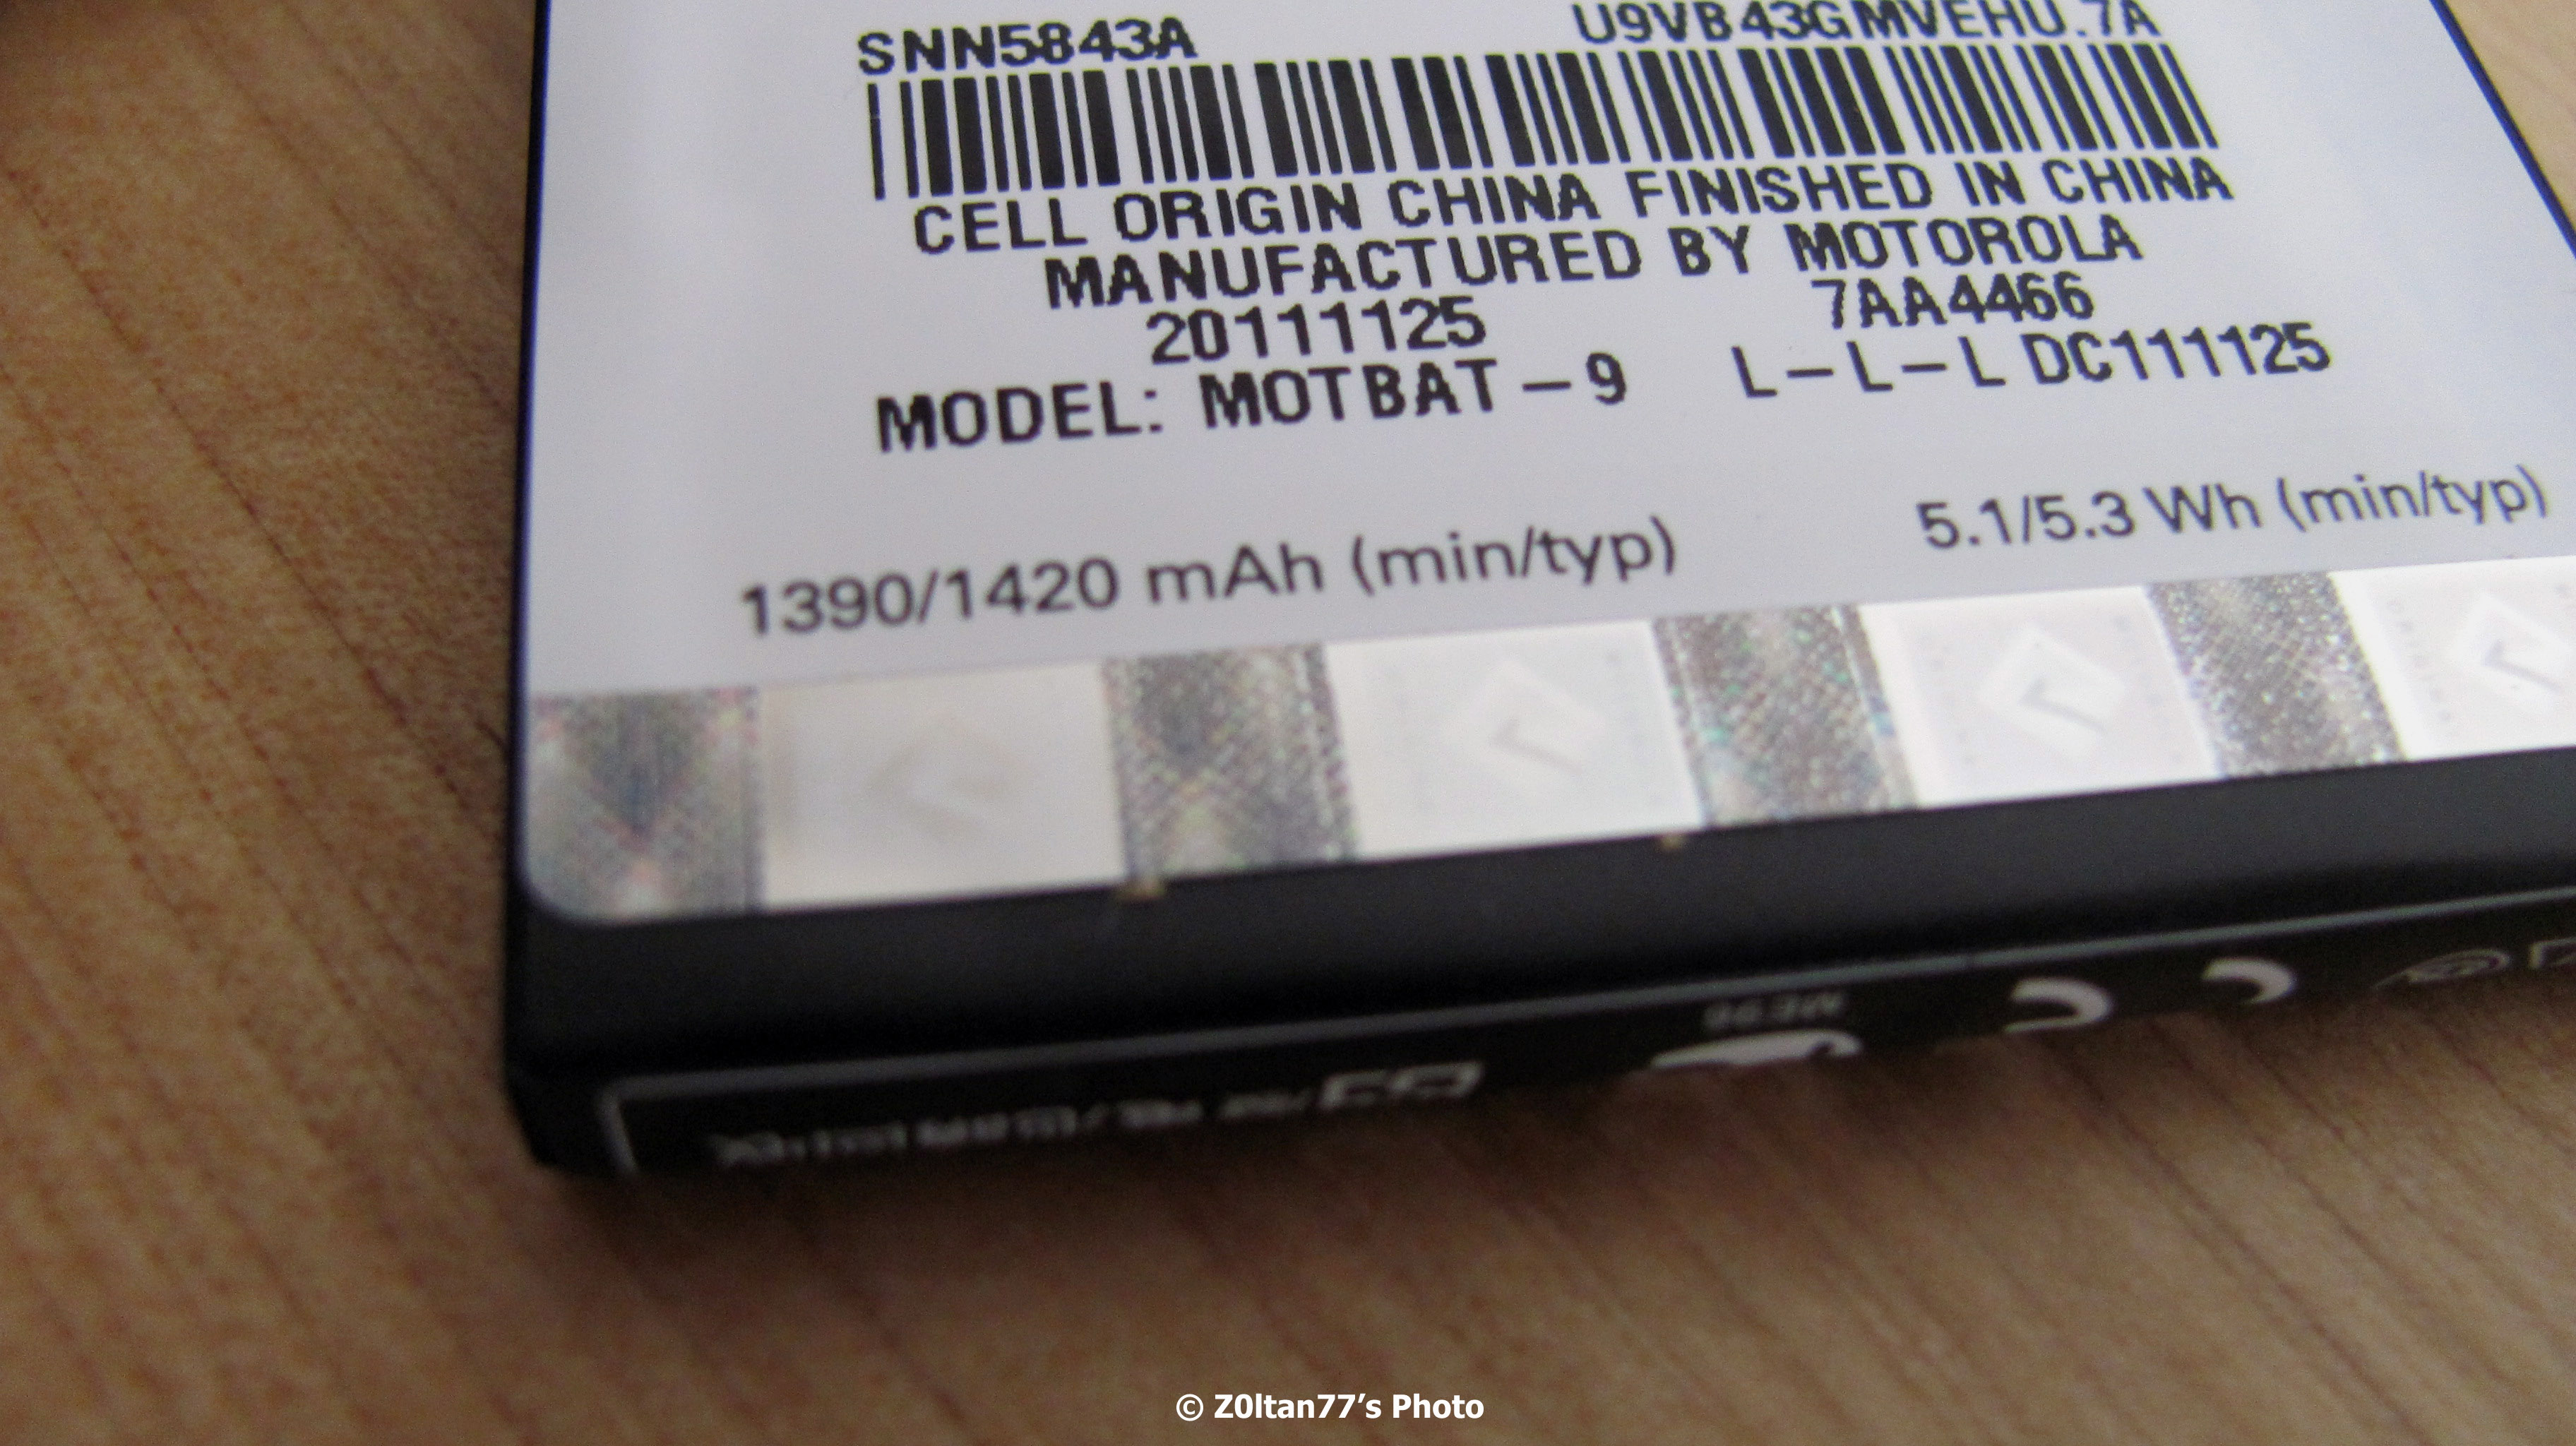 SNN5843A U9VB43GMVEHU.7A
CELL ORIGIN CHINA FINISHED IN CHINA
MANUFACTURED BY MOTOROLA
20111125 7AA4466
MODEL: MOTBAT-9 L-L-L DC111125
1390/1420 mAh (min/typ) 5.1/5.3 Wh (min/typ)
© Z0ltan77's Photo